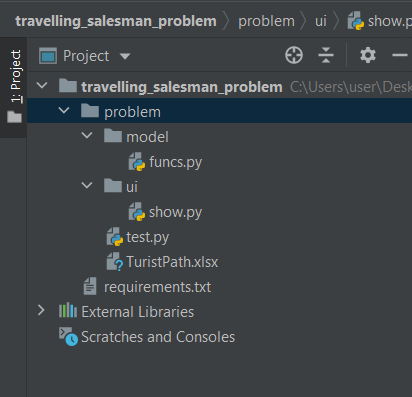 travelling_salesman_problem > problem > ui > show.p
1: Project
Project
travelling_salesman_problem C:\Users\user\Desk
problem
model
funcs.py
ui
show.py
test.py
TuristPath.xlsx
requirements.txt
External Libraries
Scratches and Consoles